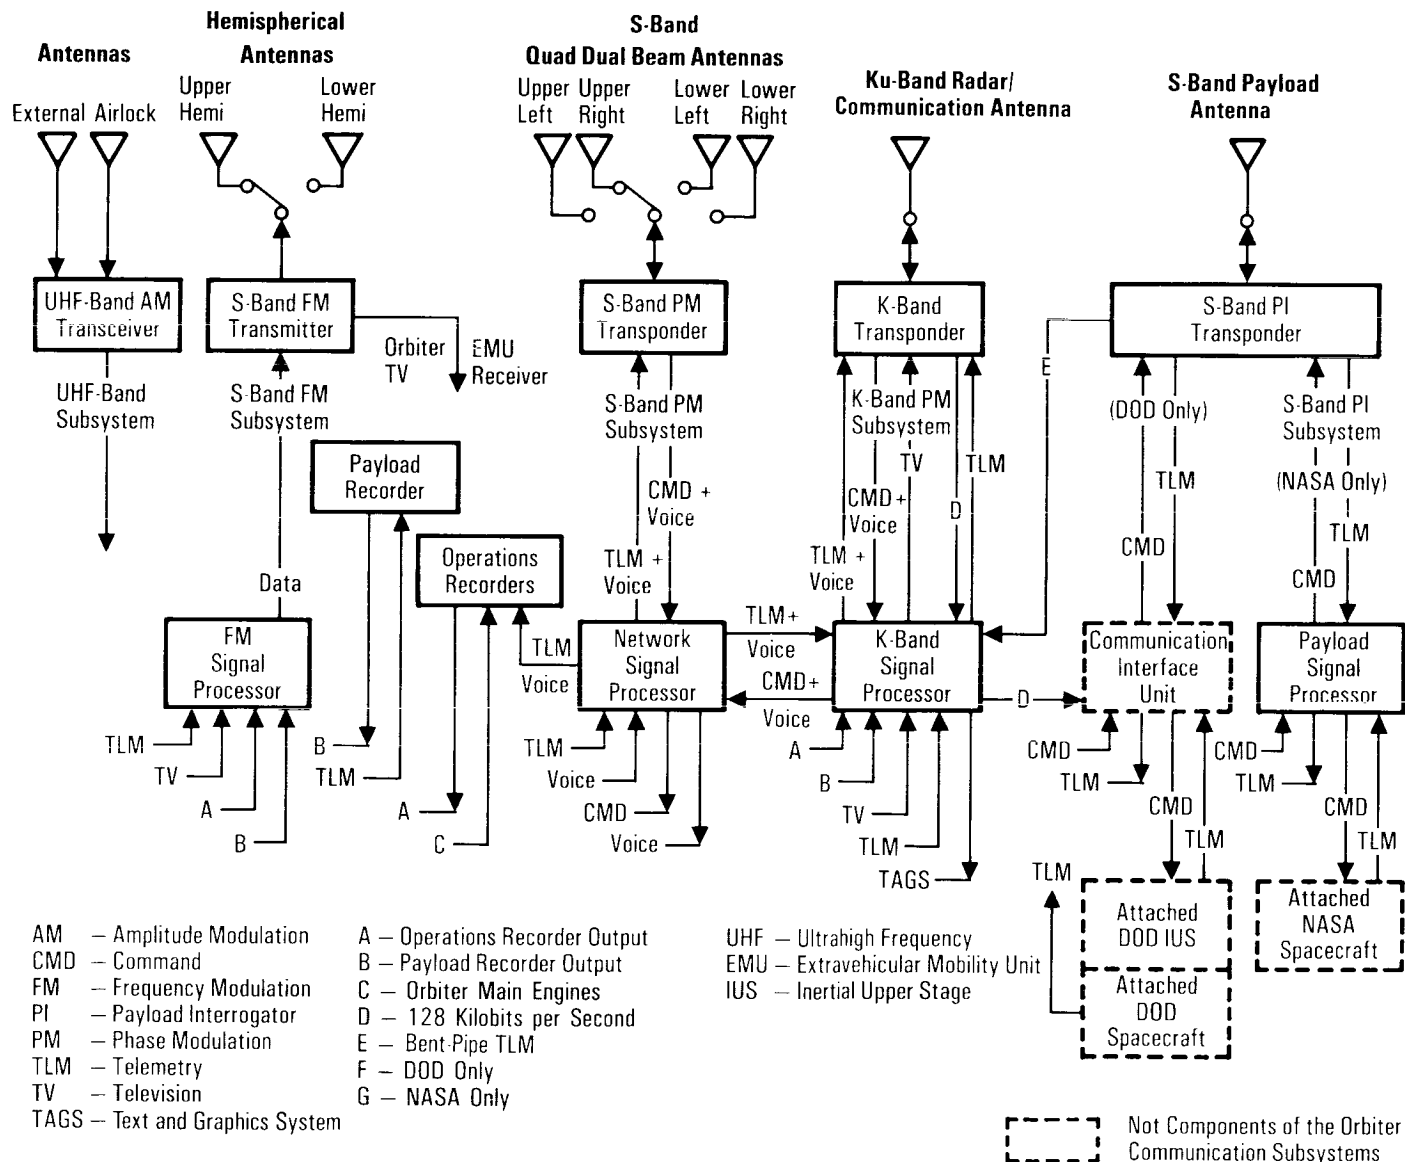 Antennas
External Airlock
Hemispherical
Antennas
Upper
Hemi
Lower
Hemi
S-Band
Quad Dual Beam Antennas
Upper
Left
Upper
Right
Lower
Left
Lower
Right
Ku-Band Radar/
Communication Antenna
S-Band Payload
Antenna
UHF-Band AM
Transceiver
S-Band FM
Transmitter
S-Band PM
Transponder
K-Band
Transponder
S-Band PI
Transponder
UHF-Band
Subsystem
S-Band FM
Subsystem
Orbiter
TV
EMU
Receiver
S-Band PM
Subsystem
K-Band PM
Subsystem
TV
TLM
E
(DOD Only)
S-Band PI
Subsystem
(NASA Only)
Payload
Recorder
Operations
Recorders
CMD +
Voice
TLM +
Voice
CMD +
Voice
TLM +
Voice
D
TLM
CMD
TLM
CMD
Data
FM
Signal
Processor
TLM
Voice
Network
Signal
Processor
TLM+
Voice
CMD+
Voice
K-Band
Signal
Processor
D
Communication
Interface
Unit
Payload
Signal
Processor
TLM
TV
A
B
B
TLM
A
C
TLM
Voice
CMD
Voice
A
B
TV
TLM
TAGS
CMD
TLM
CMD
TLM
CMD
TLM
CMD
TLM
TLM
Attached
DOD IUS
Attached
DOD
Spacecraft
Attached
NASA
Spacecraft
AM – Amplitude Modulation
CMD – Command
FM – Frequency Modulation
PI – Payload Interrogator
PM – Phase Modulation
TLM – Telemetry
TV – Television
TAGS – Text and Graphics System
A – Operations Recorder Output
B – Payload Recorder Output
C – Orbiter Main Engines
D – 128 Kilobits per Second
E – Bent-Pipe TLM
F – DOD Only
G – NASA Only
UHF – Ultrahigh Frequency
EMU – Extravehicular Mobility Unit
IUS – Inertial Upper Stage
Not Components of the Orbiter
Communication Subsystems